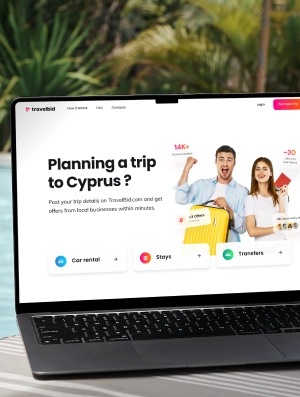 travelbid
How it Works
FAQ
Contacts
login
Planning a trip
to Cyprus ?
Post your trip details on TravelBid.com and get
offers from local businesses within minutes.
14K+
~30
Offers
Car rental
Stays
Transfers